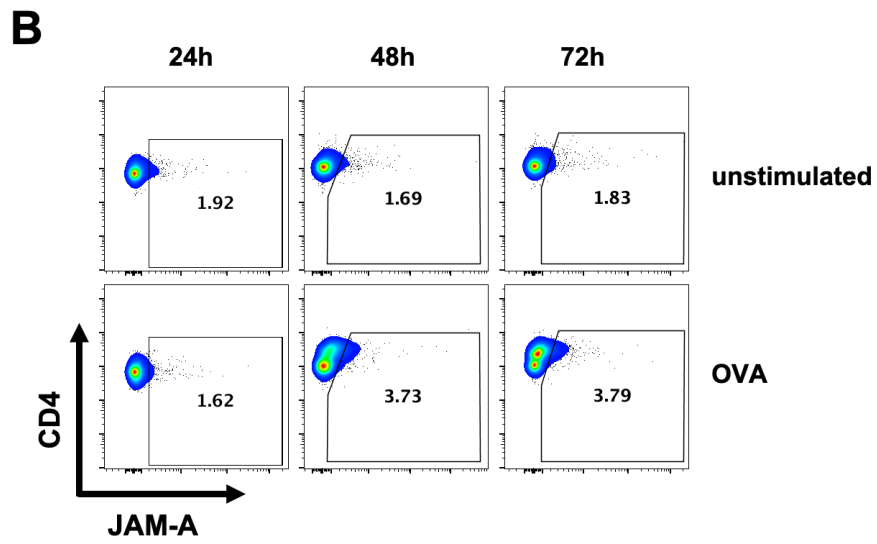 B
24h 48h 72h
1.92 1.69 1.83 unstimulated
1.62 3.73 3.79 OVA
CD4
JAM-A